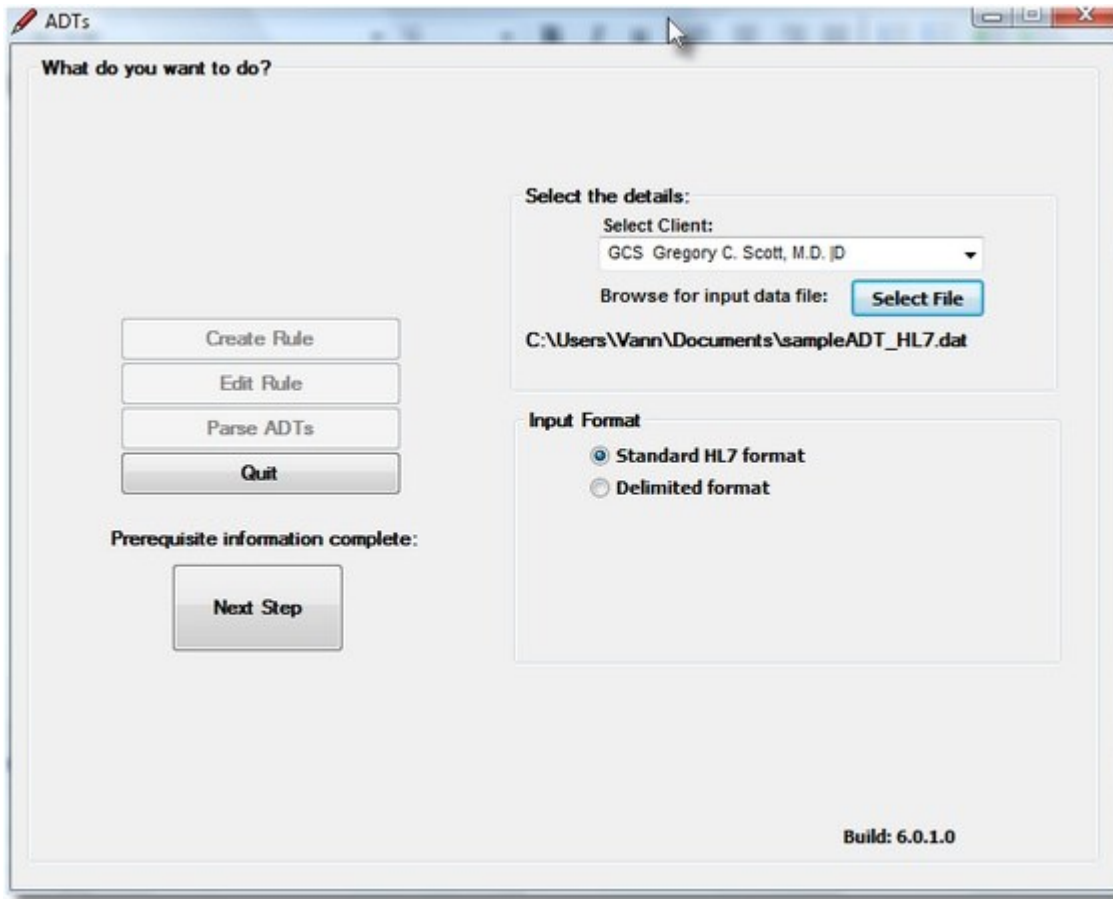 ADTs
What do you want to do?
Select the details:
Select Client:
GCS Gregory C. Scott, M.D. |D
Browse for input data file: Select File
C:\Users\Vann\Documents\sampleADT_HL7.dat
Create Rule
Edit Rule
Parse ADTs
Quit
Prerequisite information complete:
Next Step
Input Format
Standard HL7 format
Delimited format
Build: 6.0.1.0